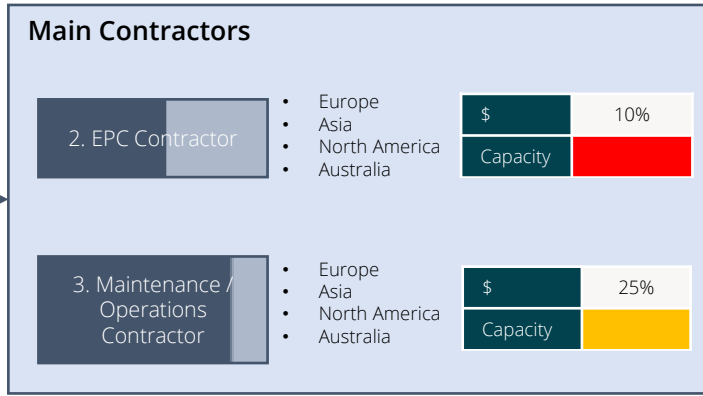 Main Contractors
2. EPC Contractor
• Europe
• Asia
• North America
• Australia
$ 10%
Capacity
3. Maintenance /
Operations
Contractor
• Europe
• Asia
• North America
• Australia
$ 25%
Capacity